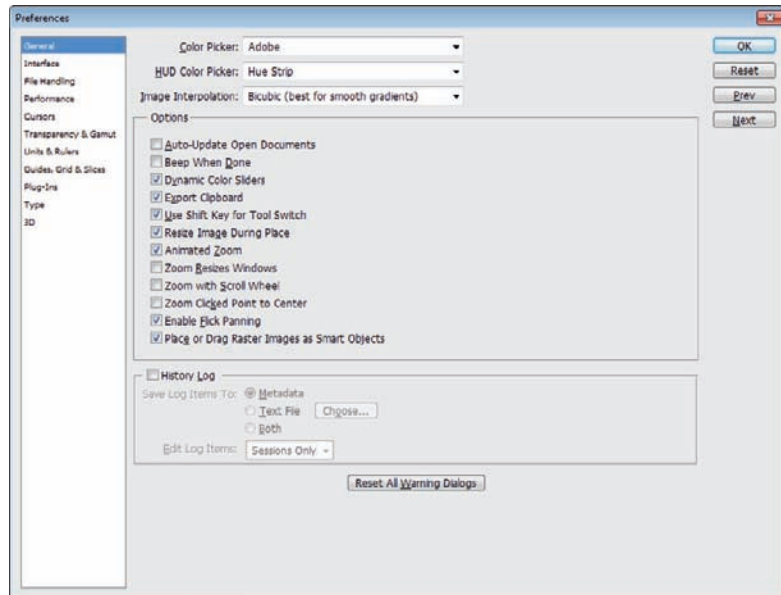 Preferences
General
Interface
File Handling
Performance
Cursors
Transparency & Gamut
Units & Rulers
Guides, Grid & Slices
Plug-Ins
Type
3D
Color Picker: Adobe
HUD Color Picker: Hue Strip
Image Interpolation: Bicubic (best for smooth gradients)
Options
Auto-Update Open Documents
Beep When Done
Dynamic Color Sliders
Export Clipboard
Use Shift Key for Tool Switch
Resize Image During Place
Animated Zoom
Zoom Resizes Windows
Zoom with Scroll Wheel
Zoom Clicked Point to Center
Enable Flick Panning
Place or Drag Raster Images as Smart Objects
History Log
Save Log Items To: Metadata
Text File Choose...
Both
Edit Log Items: Sessions Only
Reset All Warning Dialogs
OK
Reset
Prev
Next